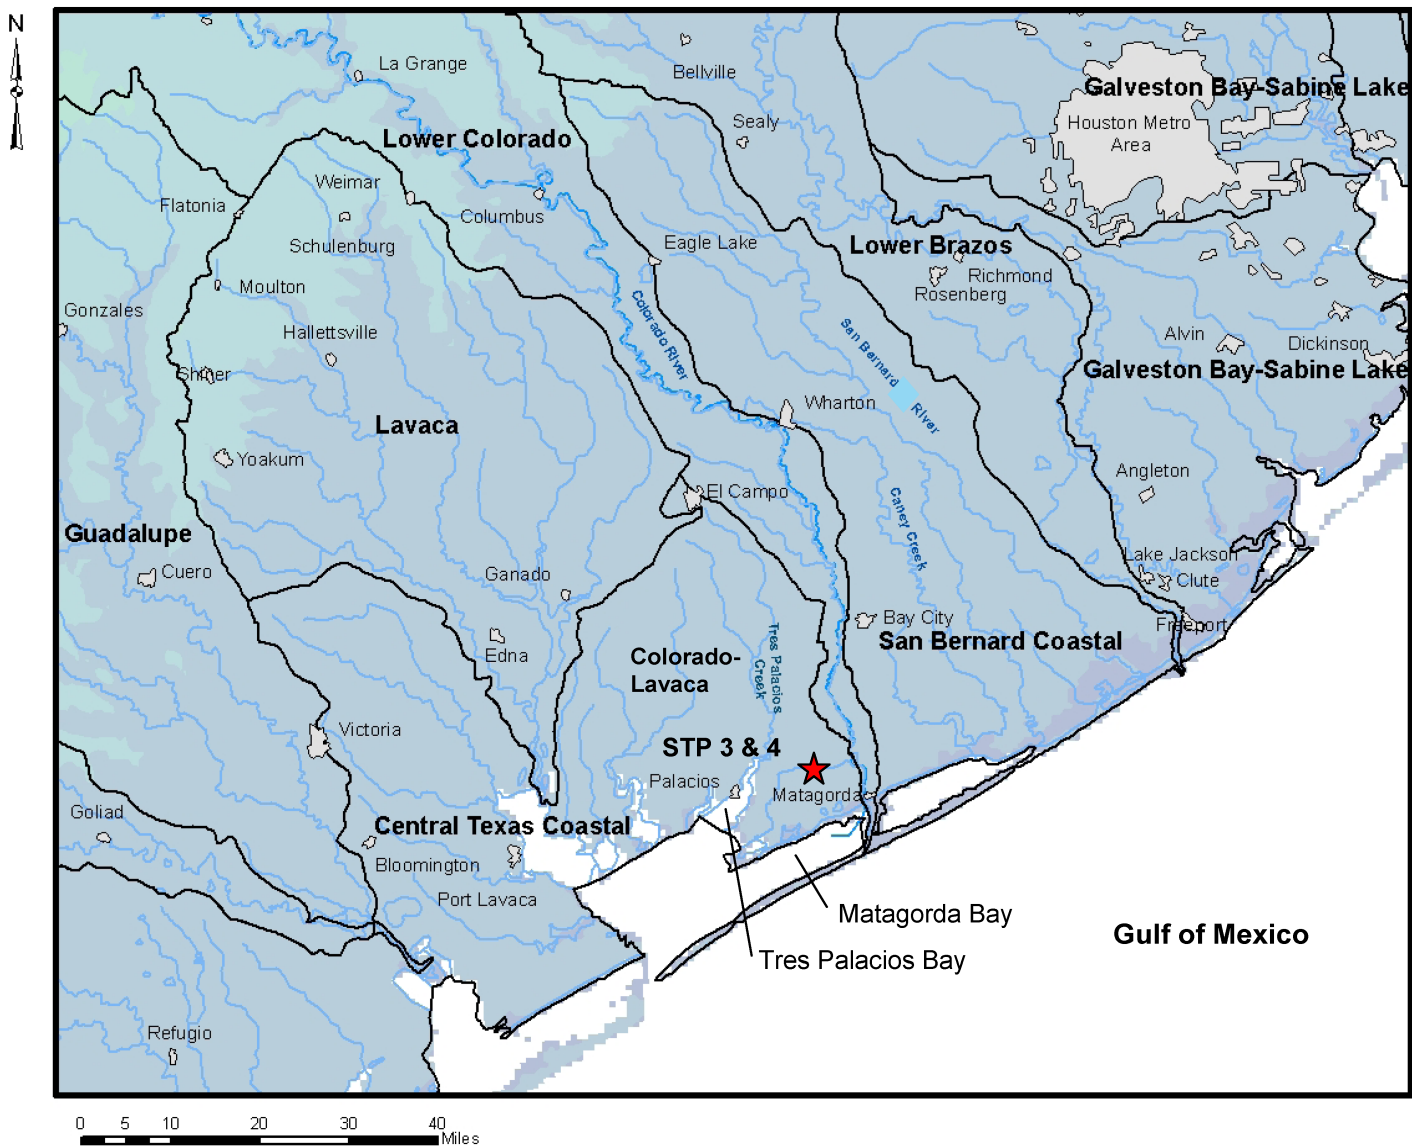 N
La Grange
Bellville
Galveston Bay-Sabine Lake
Houston Metro
Area
Sealy
Lower Colorado
Weimar
Flatonia
Columbus
Schulenburg
Eagle Lake
Lower Brazos
Richmond
Rosenberg
Moulton
Gonzales
Hallettsville
Colorado River
San Bernard
River
Alvin
Dickinson
Galveston Bay-Sabine Lake
Shiner
Wharton
Lavaca
Yoakum
Angleton
El Campo
Caney Creek
Guadalupe
Cuero
Ganado
Lake Jackson
Clute
Bay City
Freeport
San Bernard Coastal
Edna
Colorado-
Lavaca
Tres Palacios
Creek
Victoria
STP 3 & 4
Palacios
Matagorda
Goliad
Central Texas Coastal
Bloomington
Port Lavaca
Matagorda Bay
Gulf of Mexico
Tres Palacios Bay
Refugio
0 5 10 20 30 40
Miles